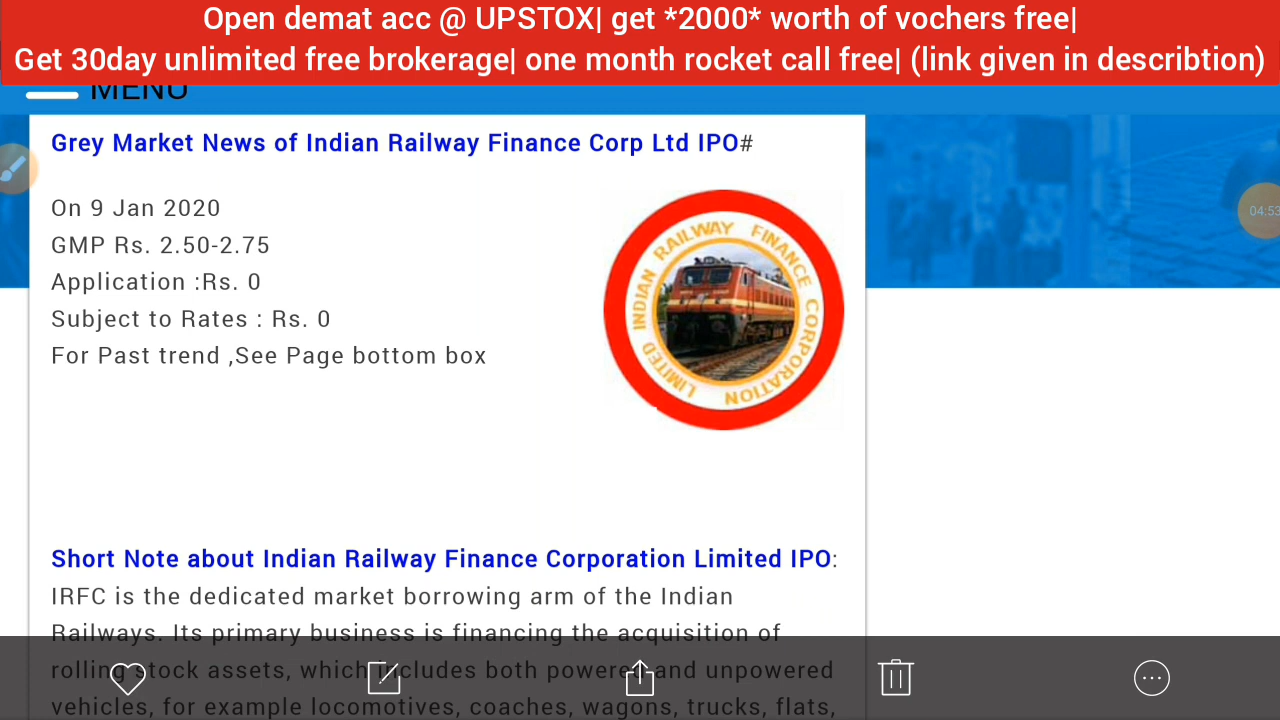 Open demat acc @ UPSTOX| get *2000* worth of vochers free|
Get 30day unlimited free brokerage| one month rocket call free| (link given in describtion)
MENU
Grey Market News of Indian Railway Finance Corp Ltd IPO#
On 9 Jan 2020
GMP Rs. 2.50-2.75
Application :Rs. 0
Subject to Rates : Rs. 0
For Past trend ,See Page bottom box
INDIAN RAILWAY FINANCE CORPORATION LIMITED
04:53
Short Note about Indian Railway Finance Corporation Limited IPO:
IRFC is the dedicated market borrowing arm of the Indian
Railways. Its primary business is financing the acquisition of
rolling stock assets, which includes both powered and unpowered
vehicles, for example locomotives, coaches, wagons, trucks, flats,